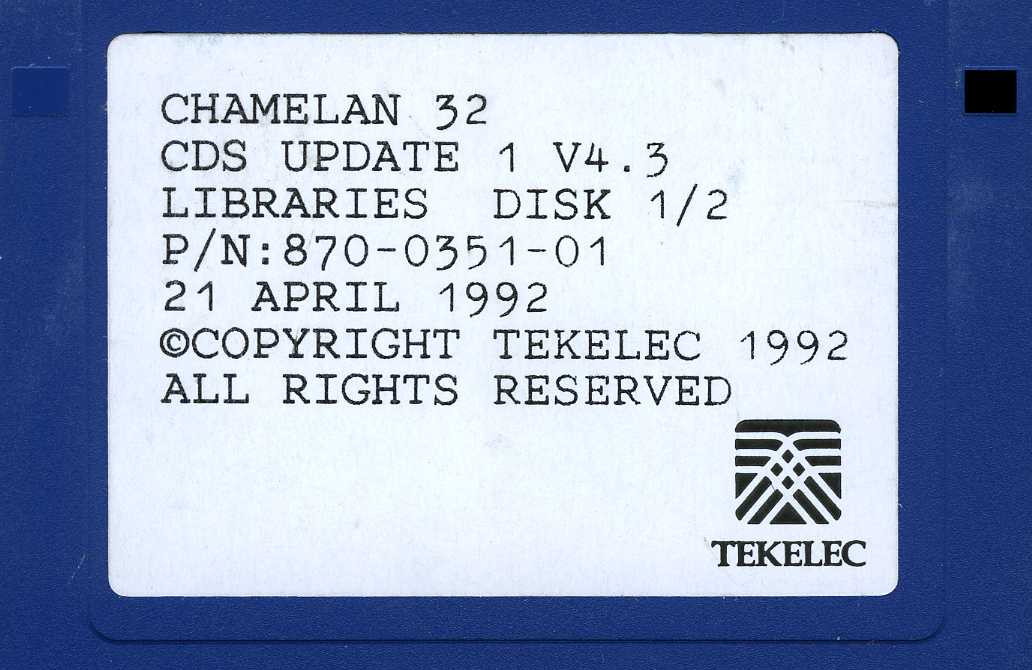 CHAMELAN 32
CDS UPDATE 1 V4.3
LIBRARIES DISK 1/2
P/N:870-0351-01
21 APRIL 1992
©COPYRIGHT TEKELEC 1992
ALL RIGHTS RESERVED
TEKELEC